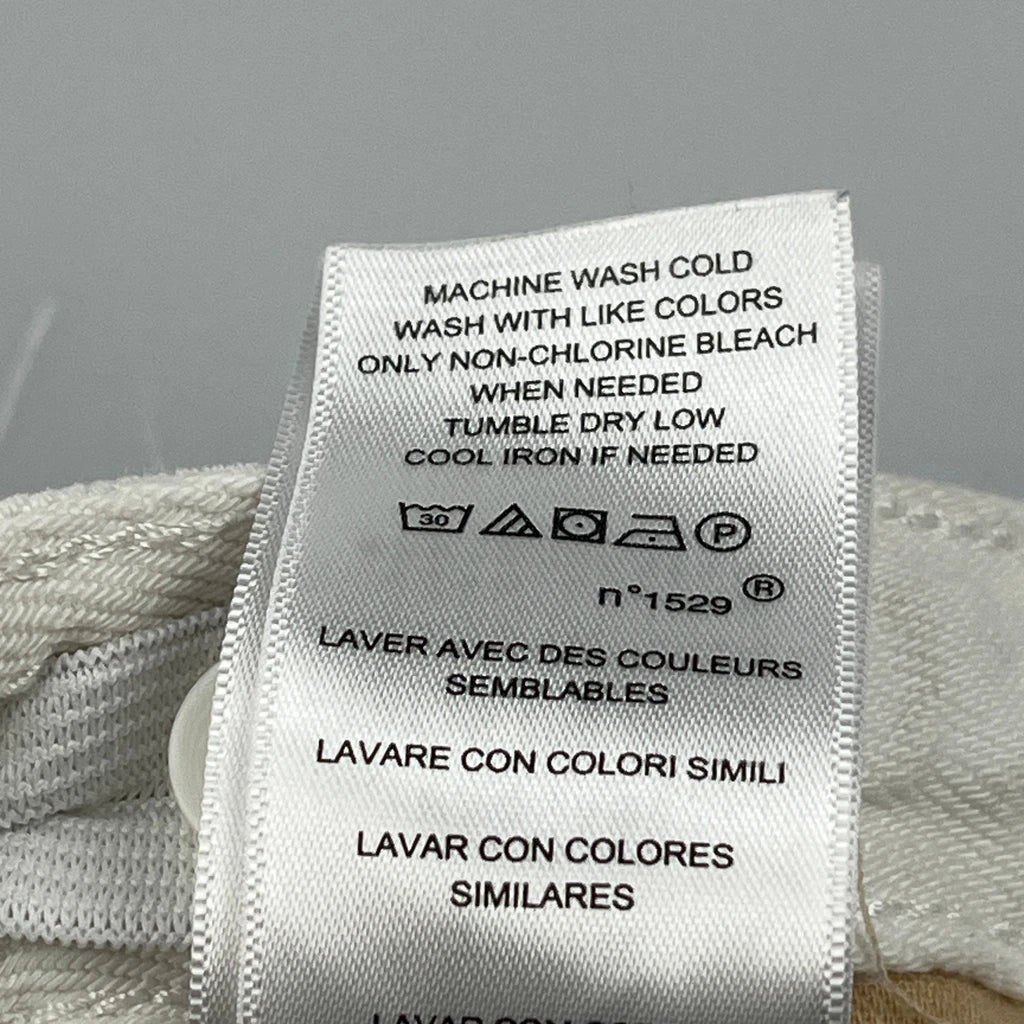 MACHINE WASH COLD
WASH WITH LIKE COLORS
ONLY NON-CHLORINE BLEACH
WHEN NEEDED
TUMBLE DRY LOW
COOL IRON IF NEEDED
30 P
n°1529 ®
LAVER AVEC DES COULEURS
SEMBLABLES
LAVARE CON COLORI SIMILI
LAVAR CON COLORES
SIMILARES